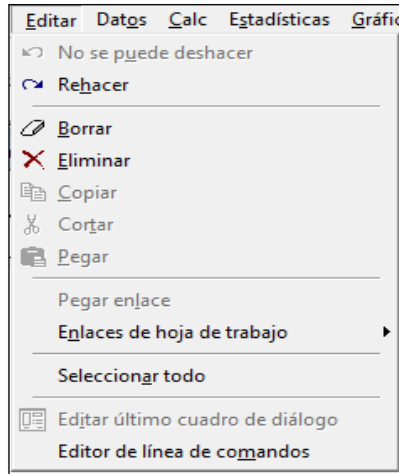 Editar Datos Calc Estadísticas Gráfic
No se puede deshacer
Rehacer
Borrar
Eliminar
Copiar
Cortar
Pegar
Pegar enlace
Enlaces de hoja de trabajo
Seleccionar todo
Editar último cuadro de diálogo
Editor de línea de comandos